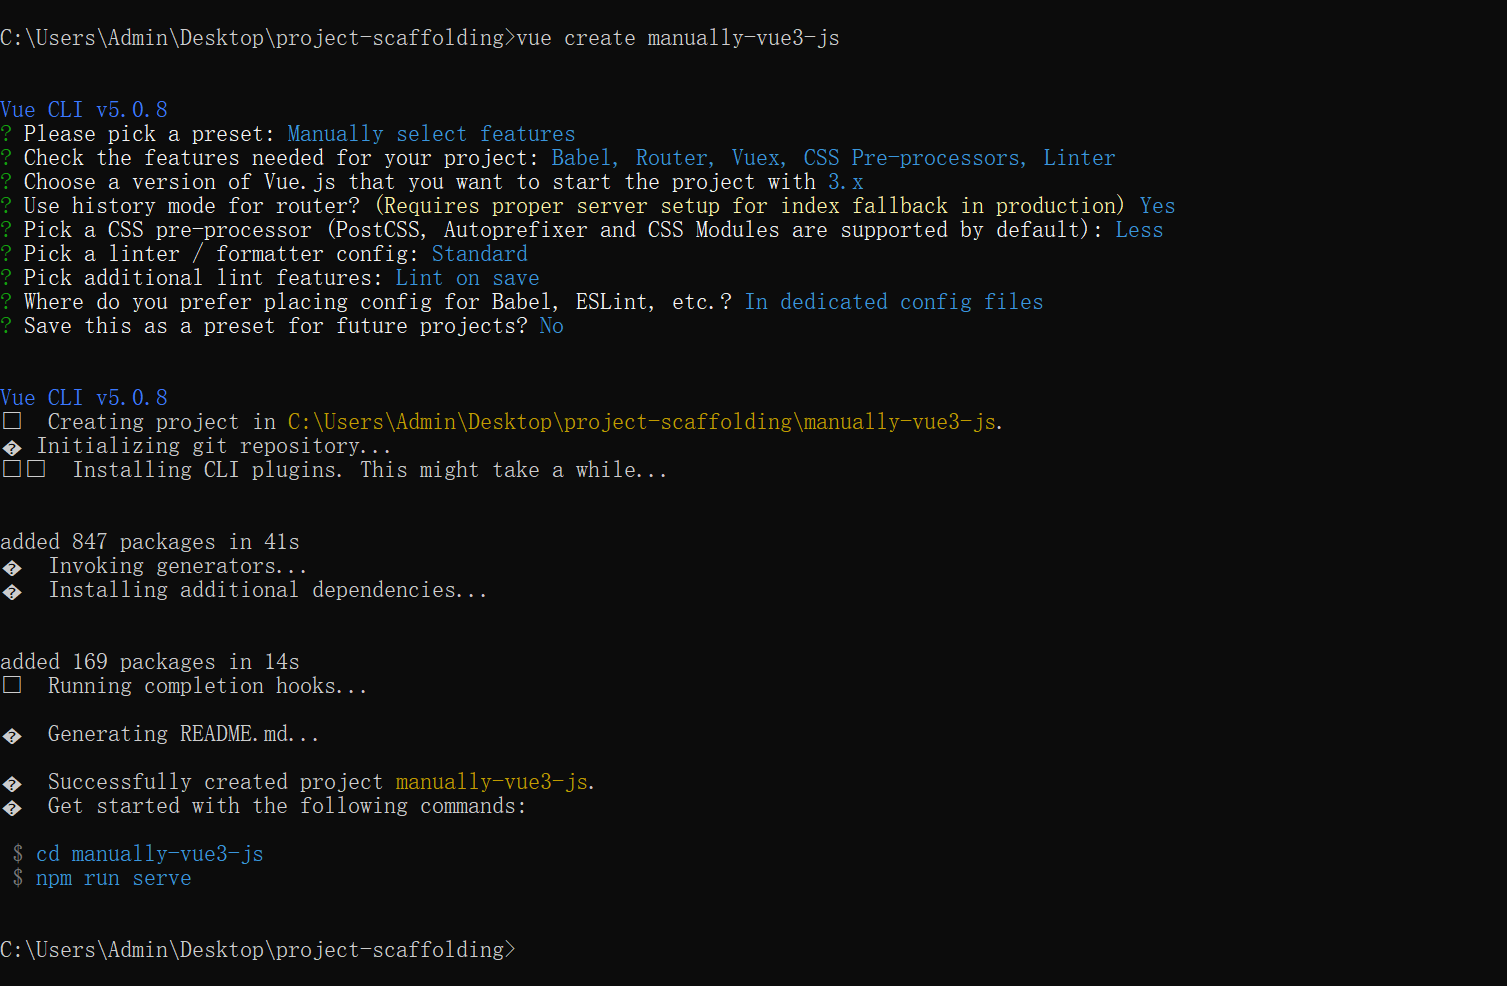 C:\Users\Admin\Desktop\project-scaffolding>vue create manually-vue3-js
Vue CLI v5.0.8
? Please pick a preset: Manually select features
? Check the features needed for your project: Babel, Router, Vuex, CSS Pre-processors, Linter
? Choose a version of Vue.js that you want to start the project with 3.x
? Use history mode for router? (Requires proper server setup for index fallback in production) Yes
? Pick a CSS pre-processor (PostCSS, Autoprefixer and CSS Modules are supported by default): Less
? Pick a linter / formatter config: Standard
? Pick additional lint features: Lint on save
? Where do you prefer placing config for Babel, ESLint, etc.? In dedicated config files
? Save this as a preset for future projects? No
Vue CLI v5.0.8
□  Creating project in C:\Users\Admin\Desktop\project-scaffolding\manually-vue3-js.
� Initializing git repository...
□□  Installing CLI plugins. This might take a while...
added 847 packages in 41s
�  Invoking generators...
�  Installing additional dependencies...
added 169 packages in 14s
□  Running completion hooks...
�  Generating README.md...
�  Successfully created project manually-vue3-js.
�  Get started with the following commands:
$ cd manually-vue3-js
$ npm run serve
C:\Users\Admin\Desktop\project-scaffolding>